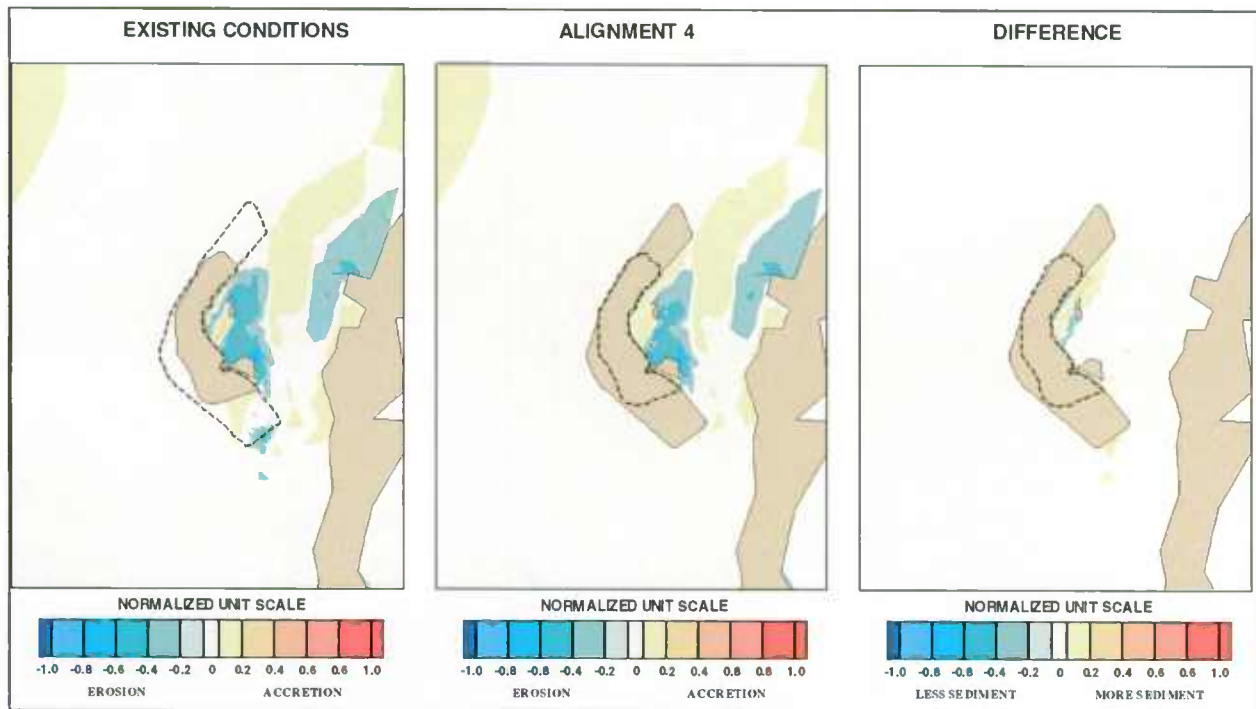 EXISTING CONDITIONS
ALIGNMENT 4
DIFFERENCE
NORMALIZED UNIT SCALE
-1.0 -0.8 -0.6 -0.4 -0.2 0 0.2 0.4 0.6 0.8 1.0
EROSION ACCRETION
NORMALIZED UNIT SCALE
-1.0 -0.8 -0.6 -0.4 -0.2 0 0.2 0.4 0.6 0.8 1.0
EROSION ACCRETION
NORMALIZED UNIT SCALE
-1.0 -0.8 -0.6 -0.4 -0.2 0 0.2 0.4 0.6 0.8 1.0
LESS SEDIMENT MORE SEDIMENT